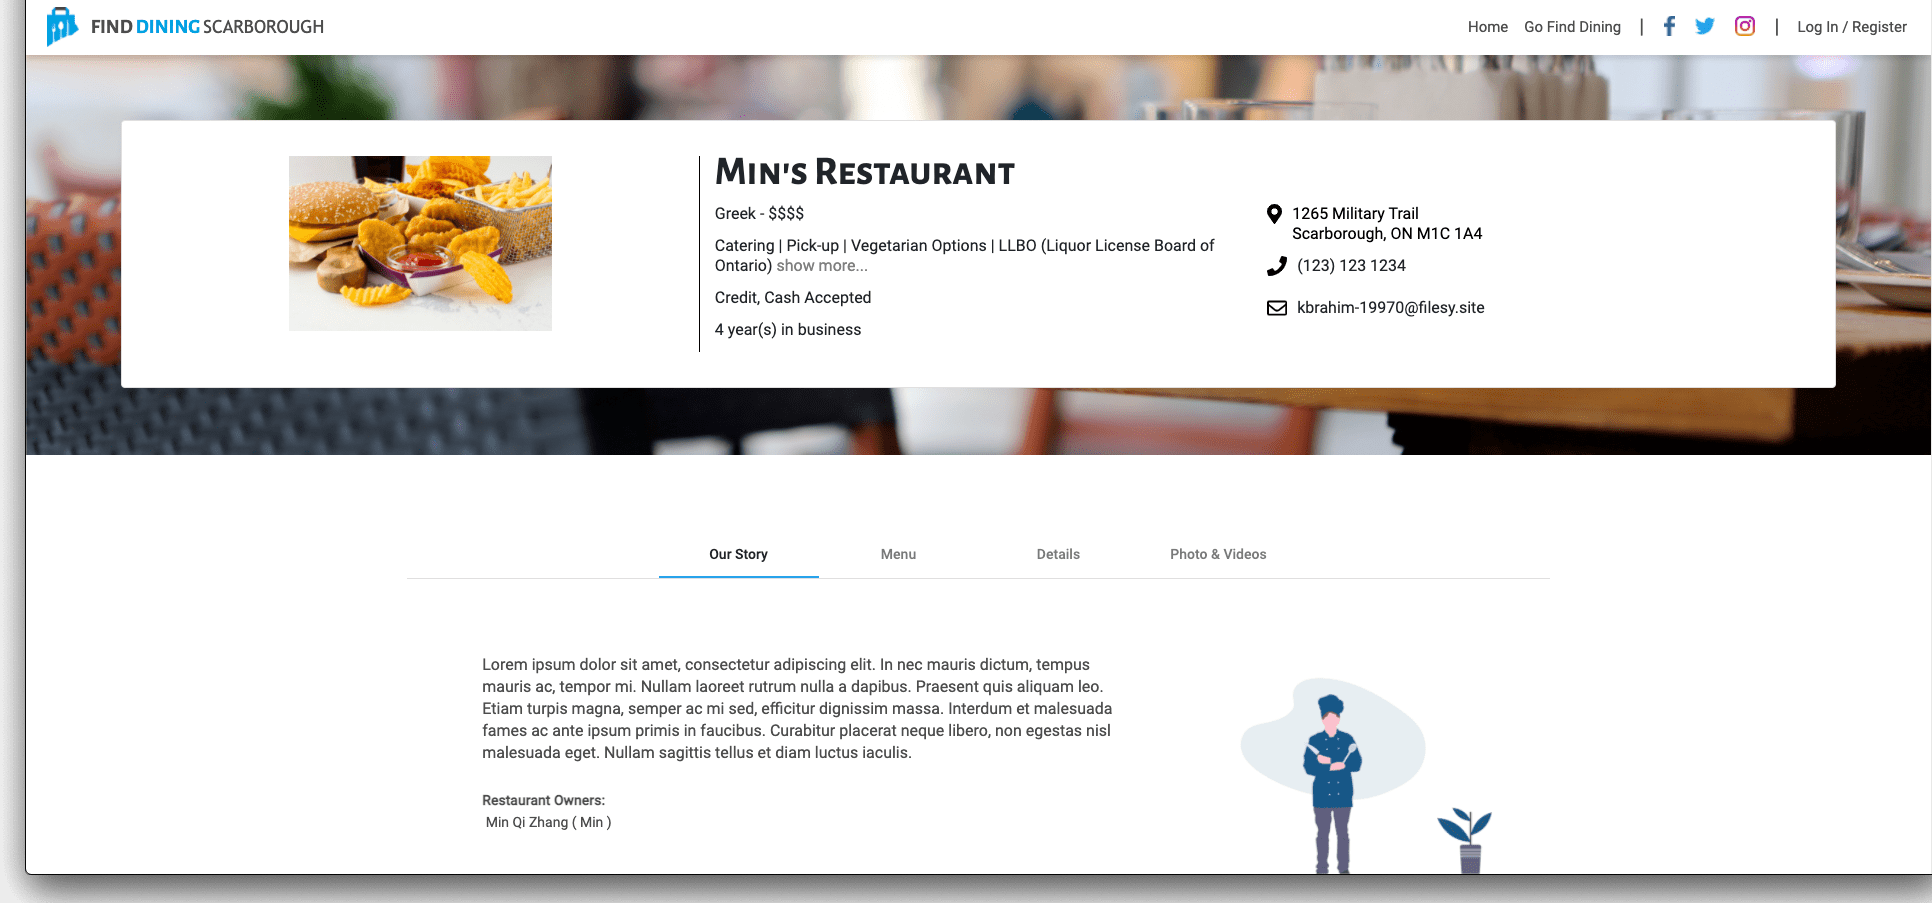 FIND DINING SCARBOROUGH
Home Go Find Dining | | Log In / Register
Min's Restaurant
Greek - $$$$
Catering | Pick-up | Vegetarian Options | LLBO (Liquor License Board of
Ontario) show more...
Credit, Cash Accepted
4 year(s) in business
1265 Military Trail
Scarborough, ON M1C 1A4
(123) 123 1234
kbrahim-19970@filesy.site
Our Story Menu Details Photo & Videos
Lorem ipsum dolor sit amet, consectetur adipiscing elit. In nec mauris dictum, tempus
mauris ac, tempor mi. Nullam laoreet rutrum nulla a dapibus. Praesent quis aliquam leo.
Etiam turpis magna, semper ac mi sed, efficitur dignissim massa. Interdum et malesuada
fames ac ante ipsum primis in faucibus. Curabitur placerat neque libero, non egestas nisl
malesuada eget. Nullam sagittis tellus et diam luctus iaculis.
Restaurant Owners:
Min Qi Zhang ( Min )